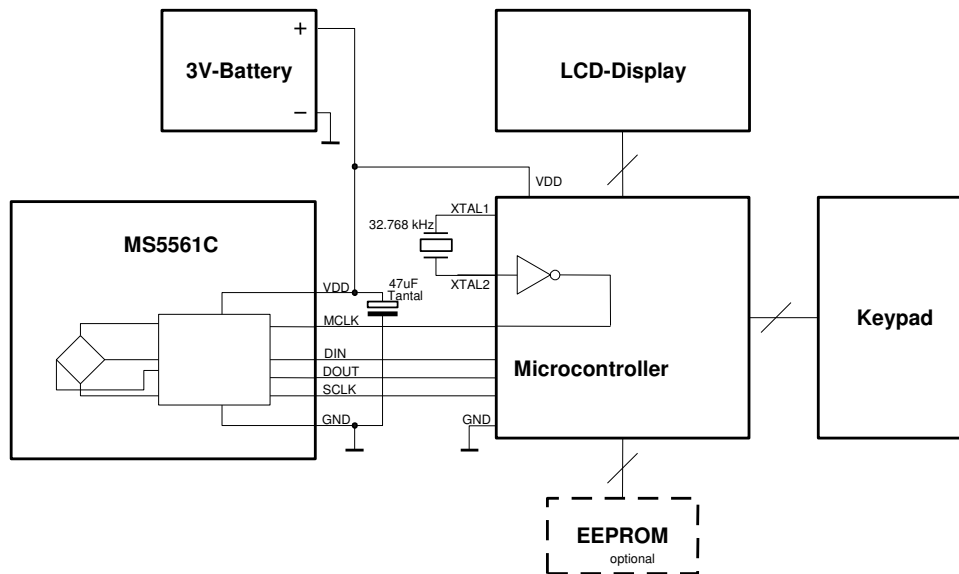 +
3V-Battery
−
LCD-Display
VDD
MS5561C
32.768 kHz
XTAL1
XTAL2
47uF
Tantal
VDD
MCLK
DIN
DOUT
SCLK
GND
GND
Microcontroller
Keypad
EEPROM
optional